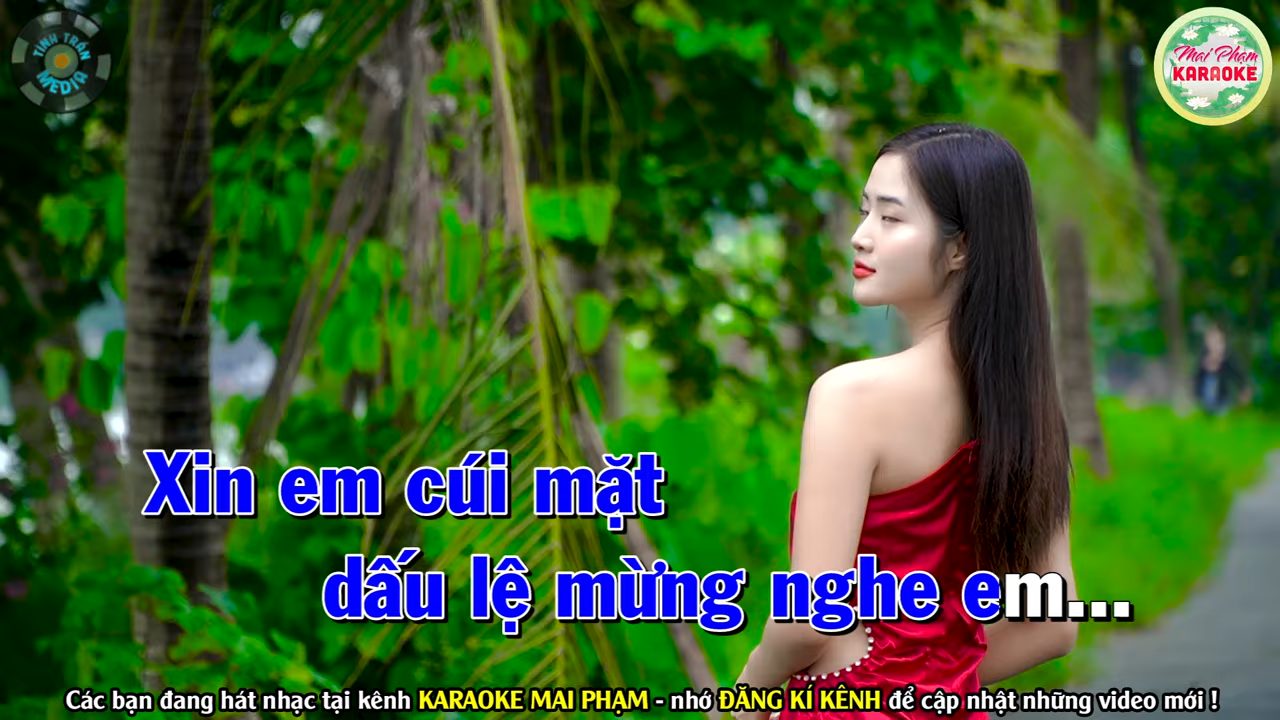 TÌNH TRẦN
MEDIA
Mai Phạm
KARAOKE
Xin em cúi mặt
dấu lệ mừng nghe em...
Các bạn đang hát nhạc tại kênh KARAOKE MAI PHẠM - nhớ ĐĂNG KÍ KÊNH để cập nhật những video mới !